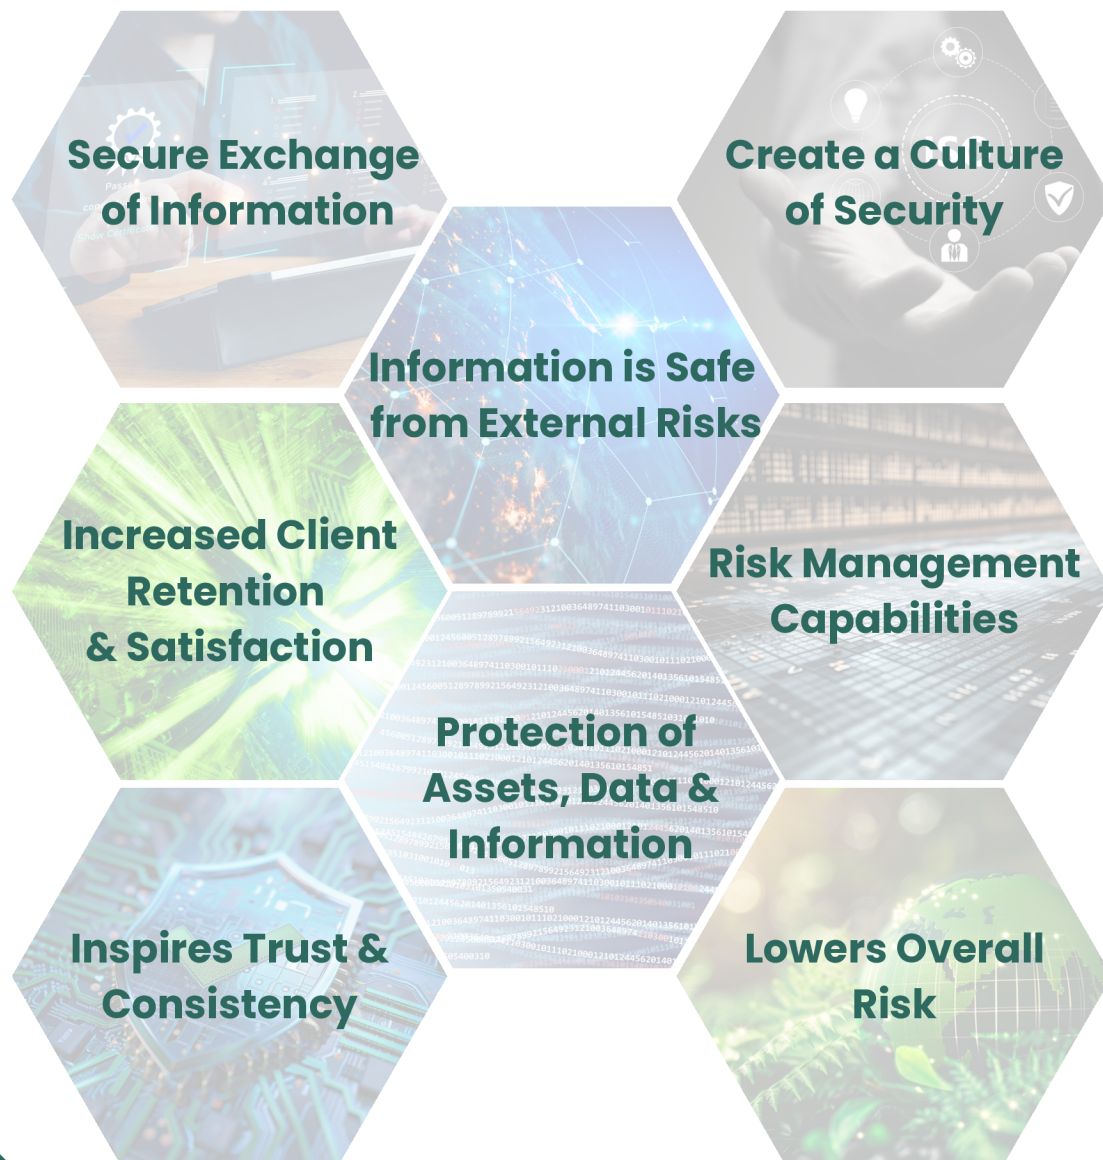 Secure Exchange
of Information
Create a Culture
of Security
Information is Safe
from External Risks
Increased Client
Retention
& Satisfaction
Risk Management
Capabilities
Protection of
Assets, Data &
Information
Inspires Trust &
Consistency
Lowers Overall
Risk